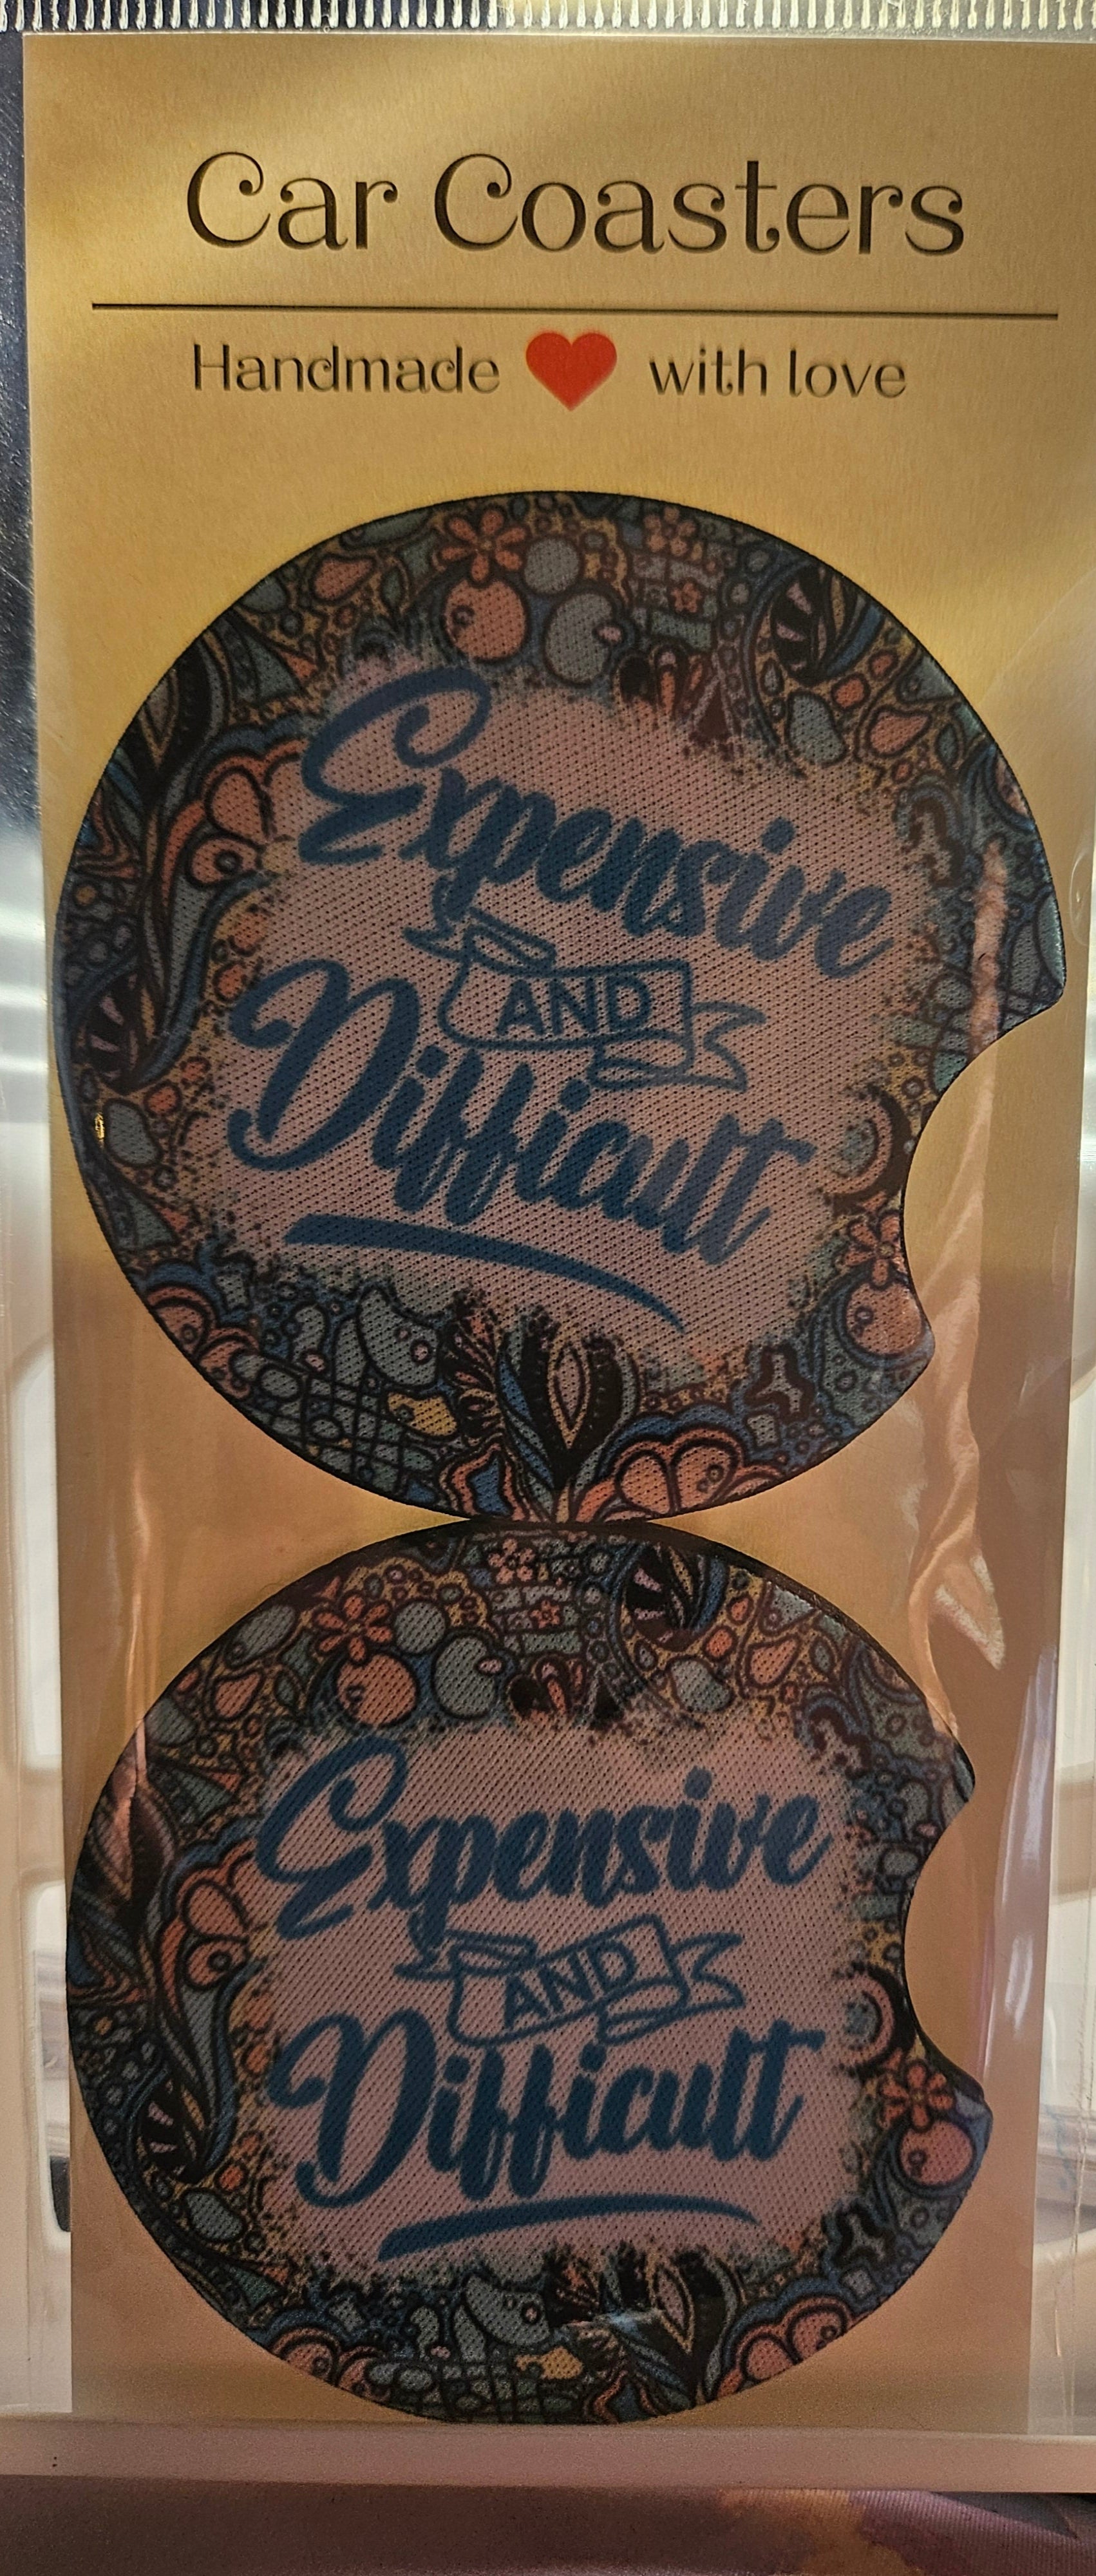 Car Coasters
Handmade ❤ with love
Expensive
AND
Difficult
Expensive
AND
Difficult